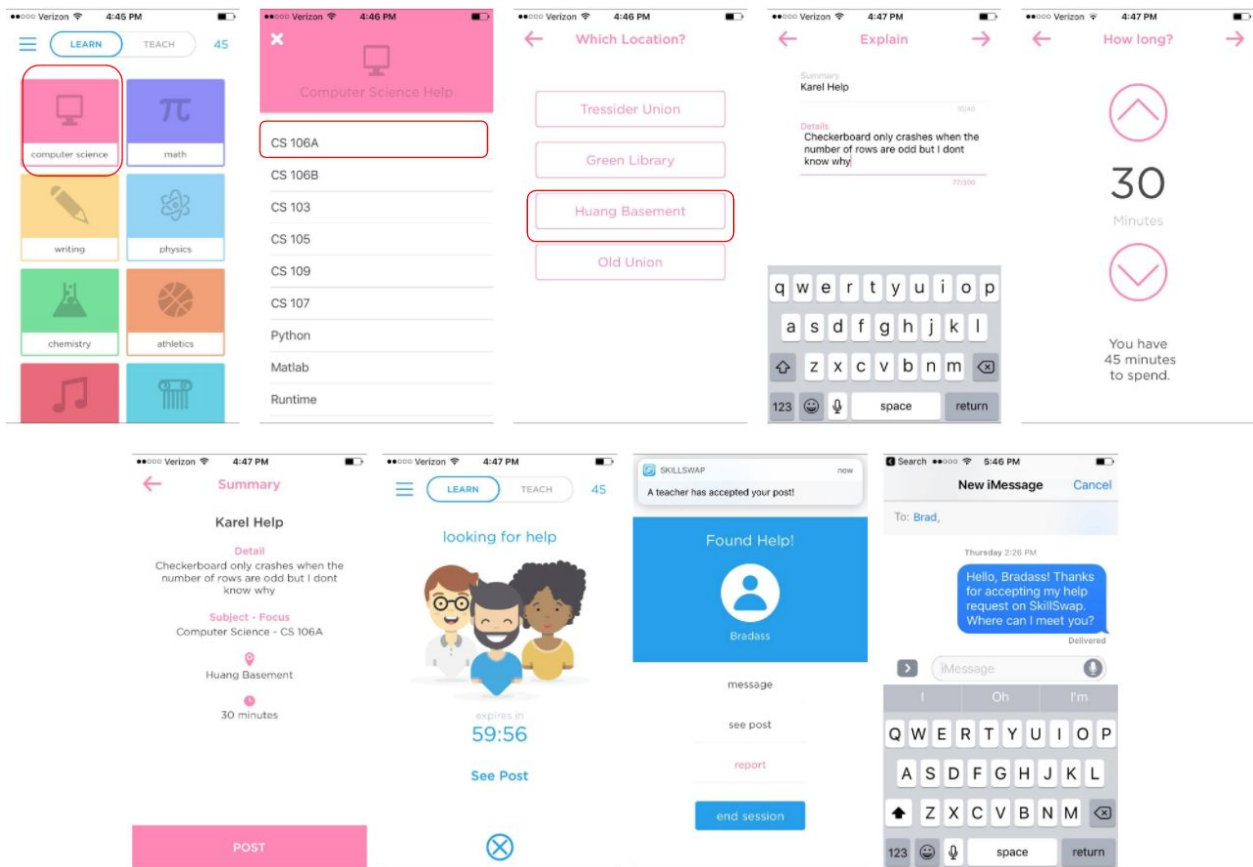 ●●○○○ Verizon 4:46 PM
LEARN TEACH 45
computer science math
writing physics
chemistry athletics
●●○○○ Verizon 4:46 PM
Computer Science Help
CS 106A
CS 106B
CS 103
CS 105
CS 109
CS 107
Python
Matlab
Runtime
●●○○○ Verizon 4:46 PM
Which Location?
Tressider Union
Green Library
Huang Basement
Old Union
●●○○○ Verizon 4:47 PM
Explain
Summary
Karel Help
10/40
Details
Checkerboard only crashes when the
number of rows are odd but I dont
know why
77/300
q w e r t y u i o p
a s d f g h j k l
z x c v b n m
123 space return
●●○○○ Verizon 4:47 PM
How long?
30
Minutes
You have
45 minutes
to spend.
●●○○○ Verizon 4:47 PM
Summary
Karel Help
Detail
Checkerboard only crashes when the
number of rows are odd but I dont
know why
Subject - Focus
Computer Science - CS 106A
Huang Basement
30 minutes
POST
●●○○○ Verizon 4:47 PM
LEARN TEACH 45
looking for help
expires in
59:56
See Post
SKILLSWAP now
A teacher has accepted your post!
Found Help!
Bradass
message
see post
report
end session
Search ●●○○○ 5:46 PM
New iMessage Cancel
To: Brad,
Thursday 2:26 PM
Hello, Bradass! Thanks
for accepting my help
request on SkillSwap.
Where can I meet you?
Delivered
iMessage
I Oh I'm
Q W E R T Y U I O P
A S D F G H J K L
Z X C V B N M
123 space return